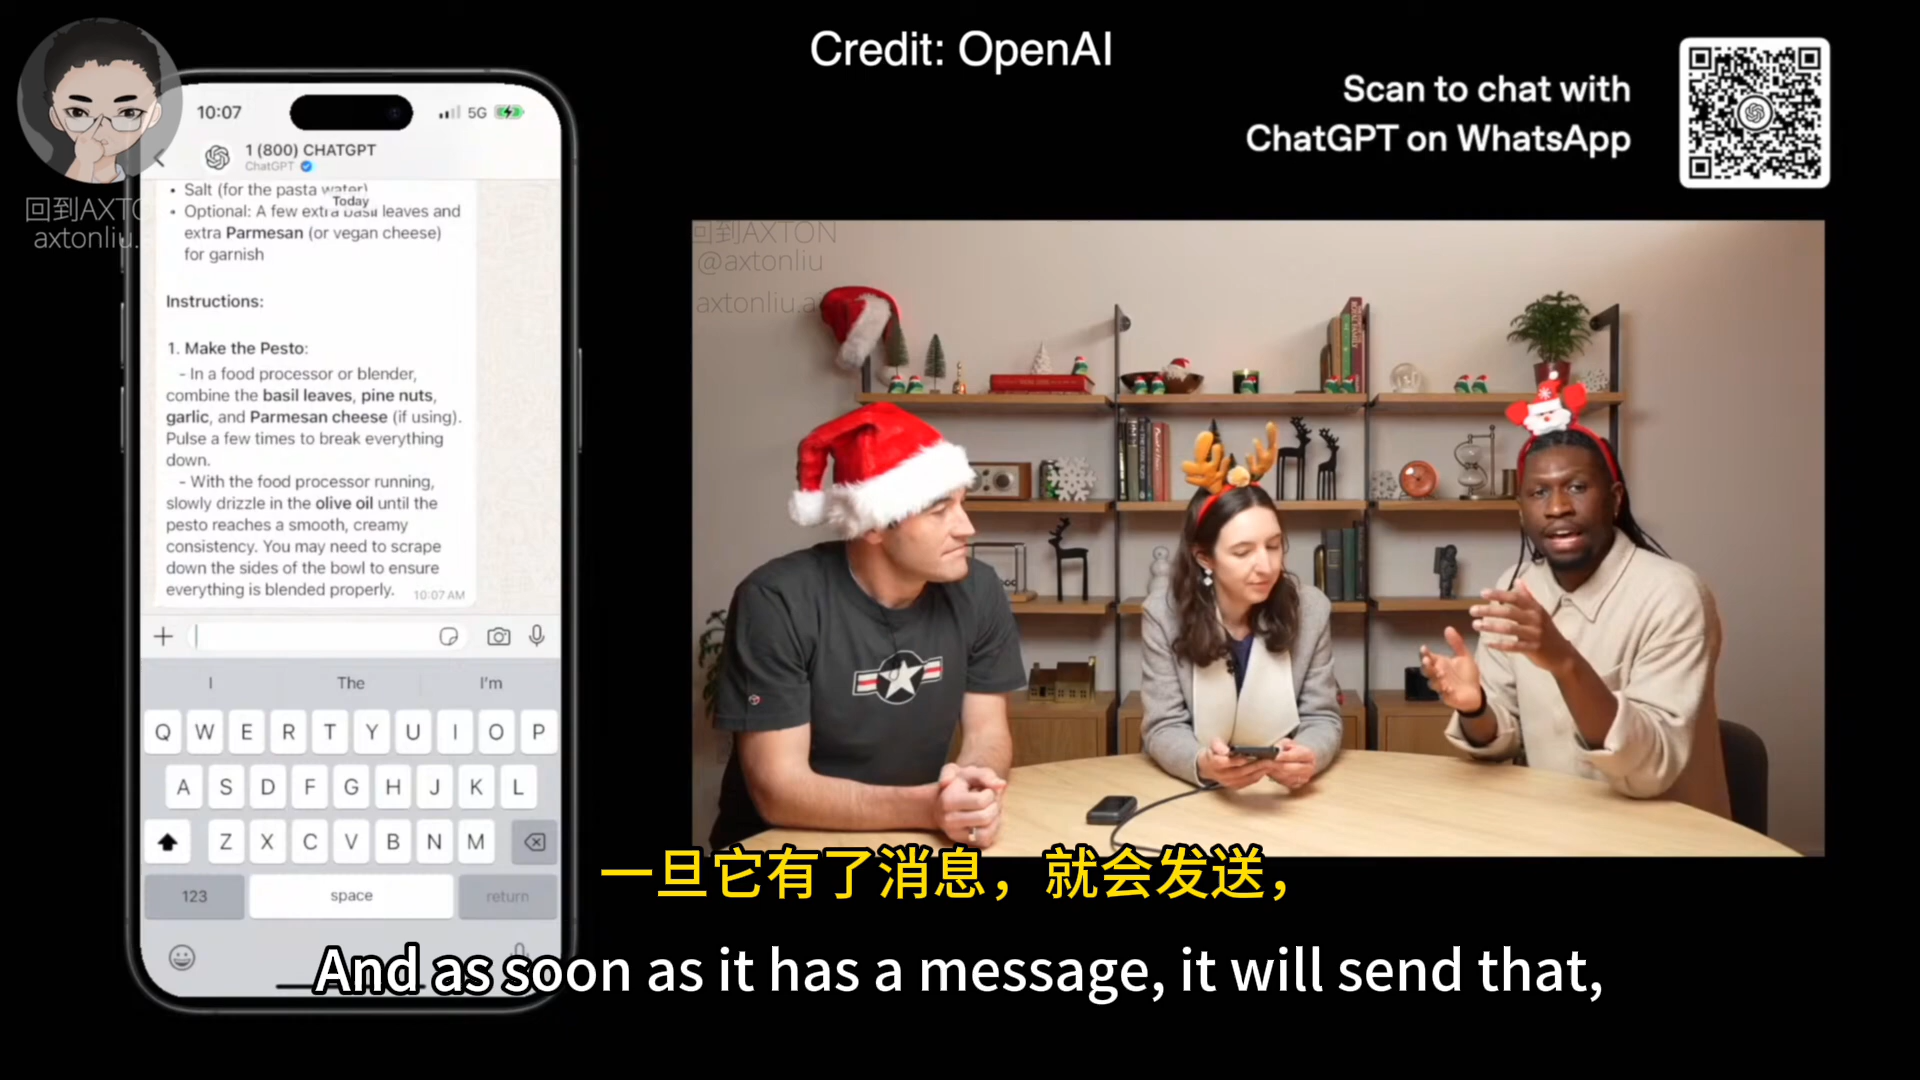 Credit: OpenAI
Scan to chat with
ChatGPT on WhatsApp
回到AXTON
axtonliu.
10:07
5G
1 (800) CHATGPT
ChatGPT
Today
• Salt (for the pasta water)
• Optional: A few extra basil leaves and
extra Parmesan (or vegan cheese)
for garnish
Instructions:
1. Make the Pesto:
- In a food processor or blender,
combine the basil leaves, pine nuts,
garlic, and Parmesan cheese (if using).
Pulse a few times to break everything
down.
- With the food processor running,
slowly drizzle in the olive oil until the
pesto reaches a smooth, creamy
consistency. You may need to scrape
down the sides of the bowl to ensure
everything is blended properly.
10:07 AM
I The I'm
Q W E R T Y U I O P
A S D F G H J K L
Z X C V B N M
123 space return
回到AXTON
@axtonliu
axtonliu.a
一旦它有了消息，就会发送，
And as soon as it has a message, it will send that,